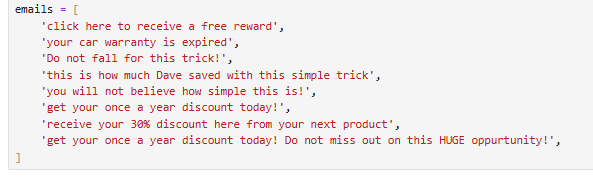 emails = [
    'click here to receive a free reward',
    'your car warranty is expired',
    'Do not fall for this trick!',
    'this is how much Dave saved with this simple trick',
    'you will not believe how simple this is!',
    'get your once a year discount today!',
    'receive your 30% discount here from your next product',
    'get your once a year discount today! Do not miss out on this HUGE oppurtunity!',
]